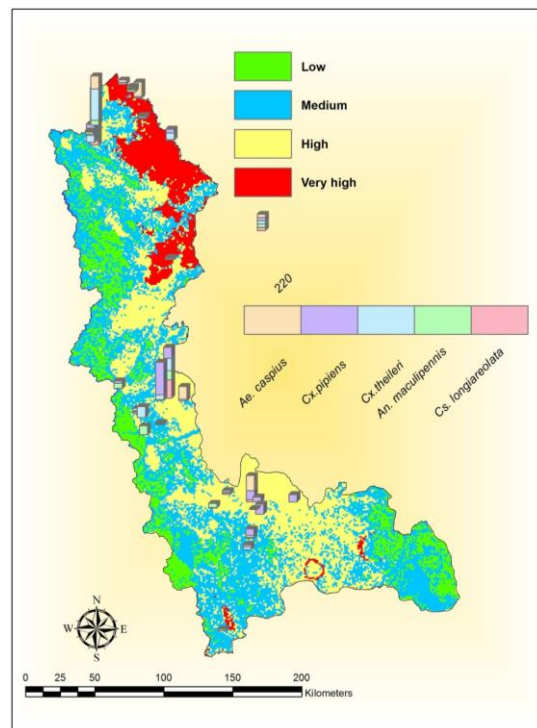 Low
Medium
High
Very high
220
Ae. caspius
Cx.pipiens
Cx.theileri
An. maculipennis
Cs. longiareolata
N
W E
S
0 25 50 100 150 200
Kilometers